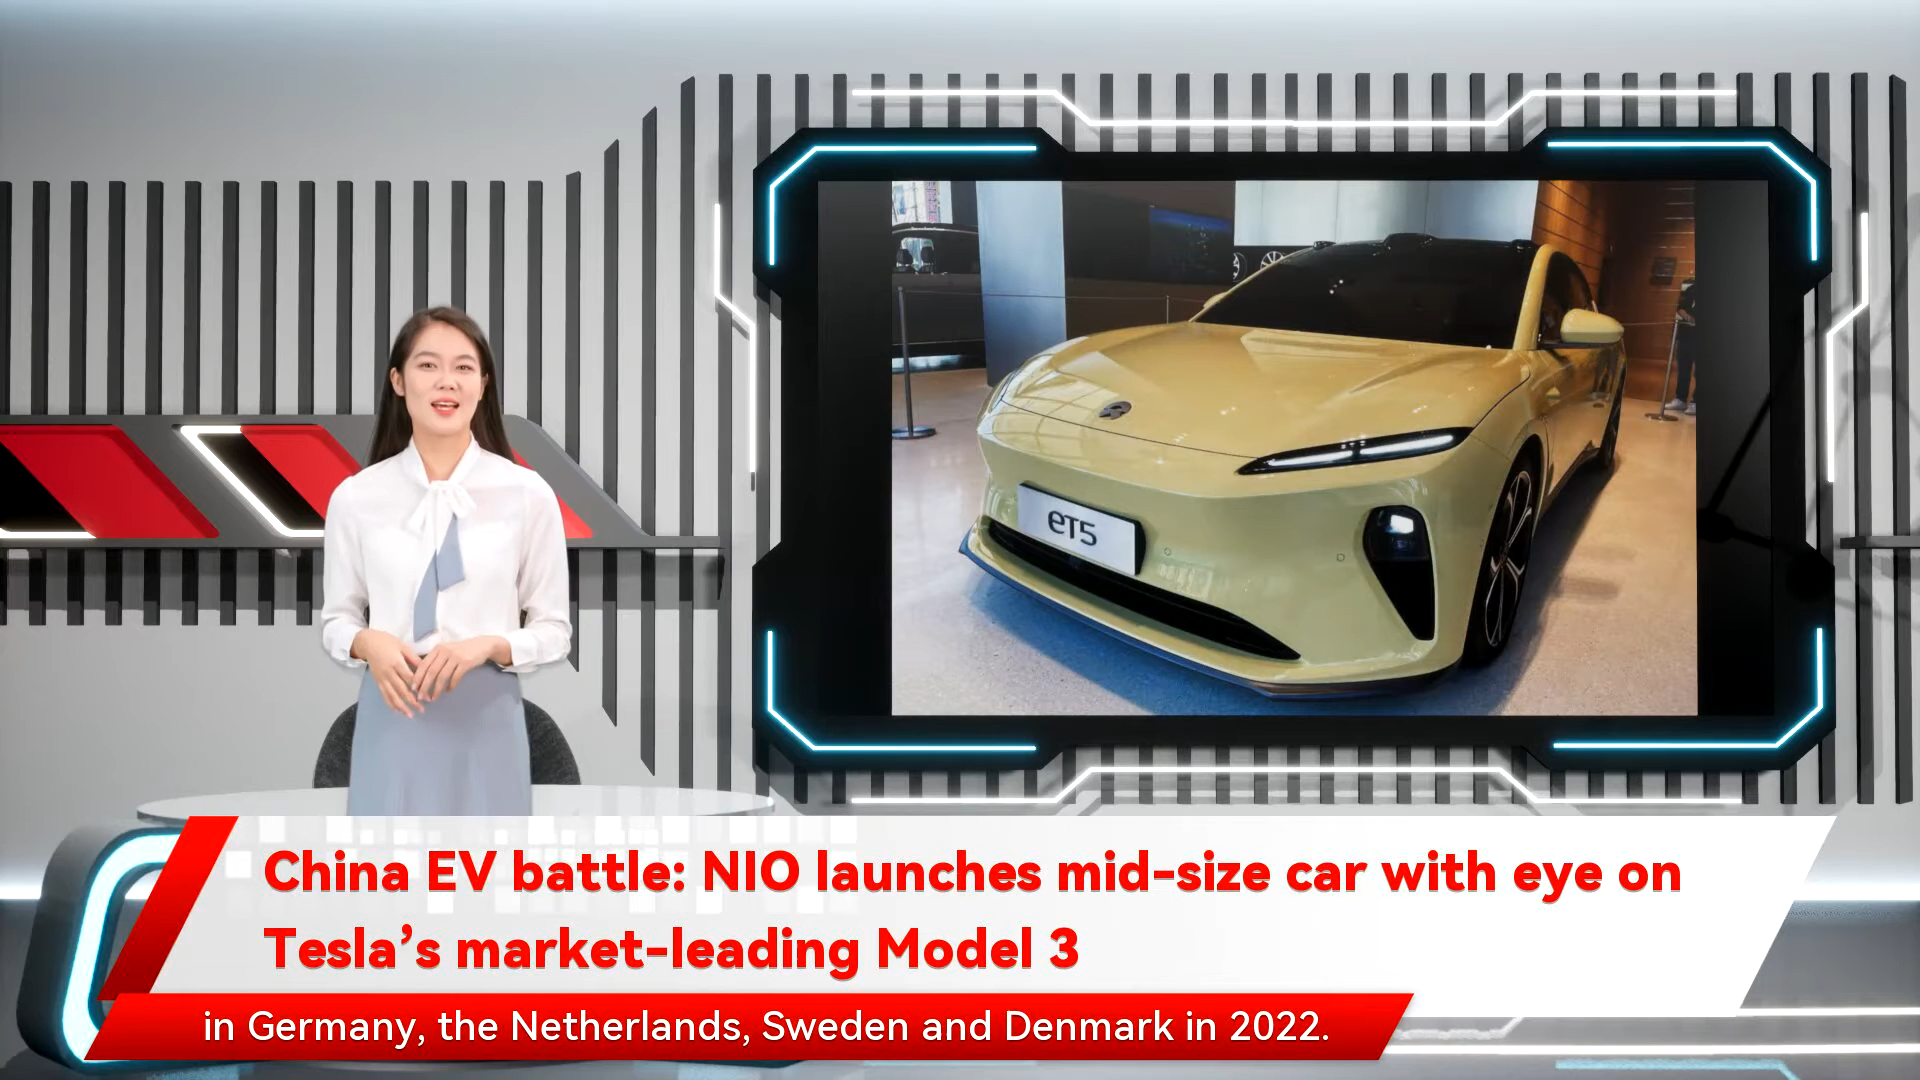 eT5
China EV battle: NIO launches mid-size car with eye on
Tesla’s market-leading Model 3
in Germany, the Netherlands, Sweden and Denmark in 2022.